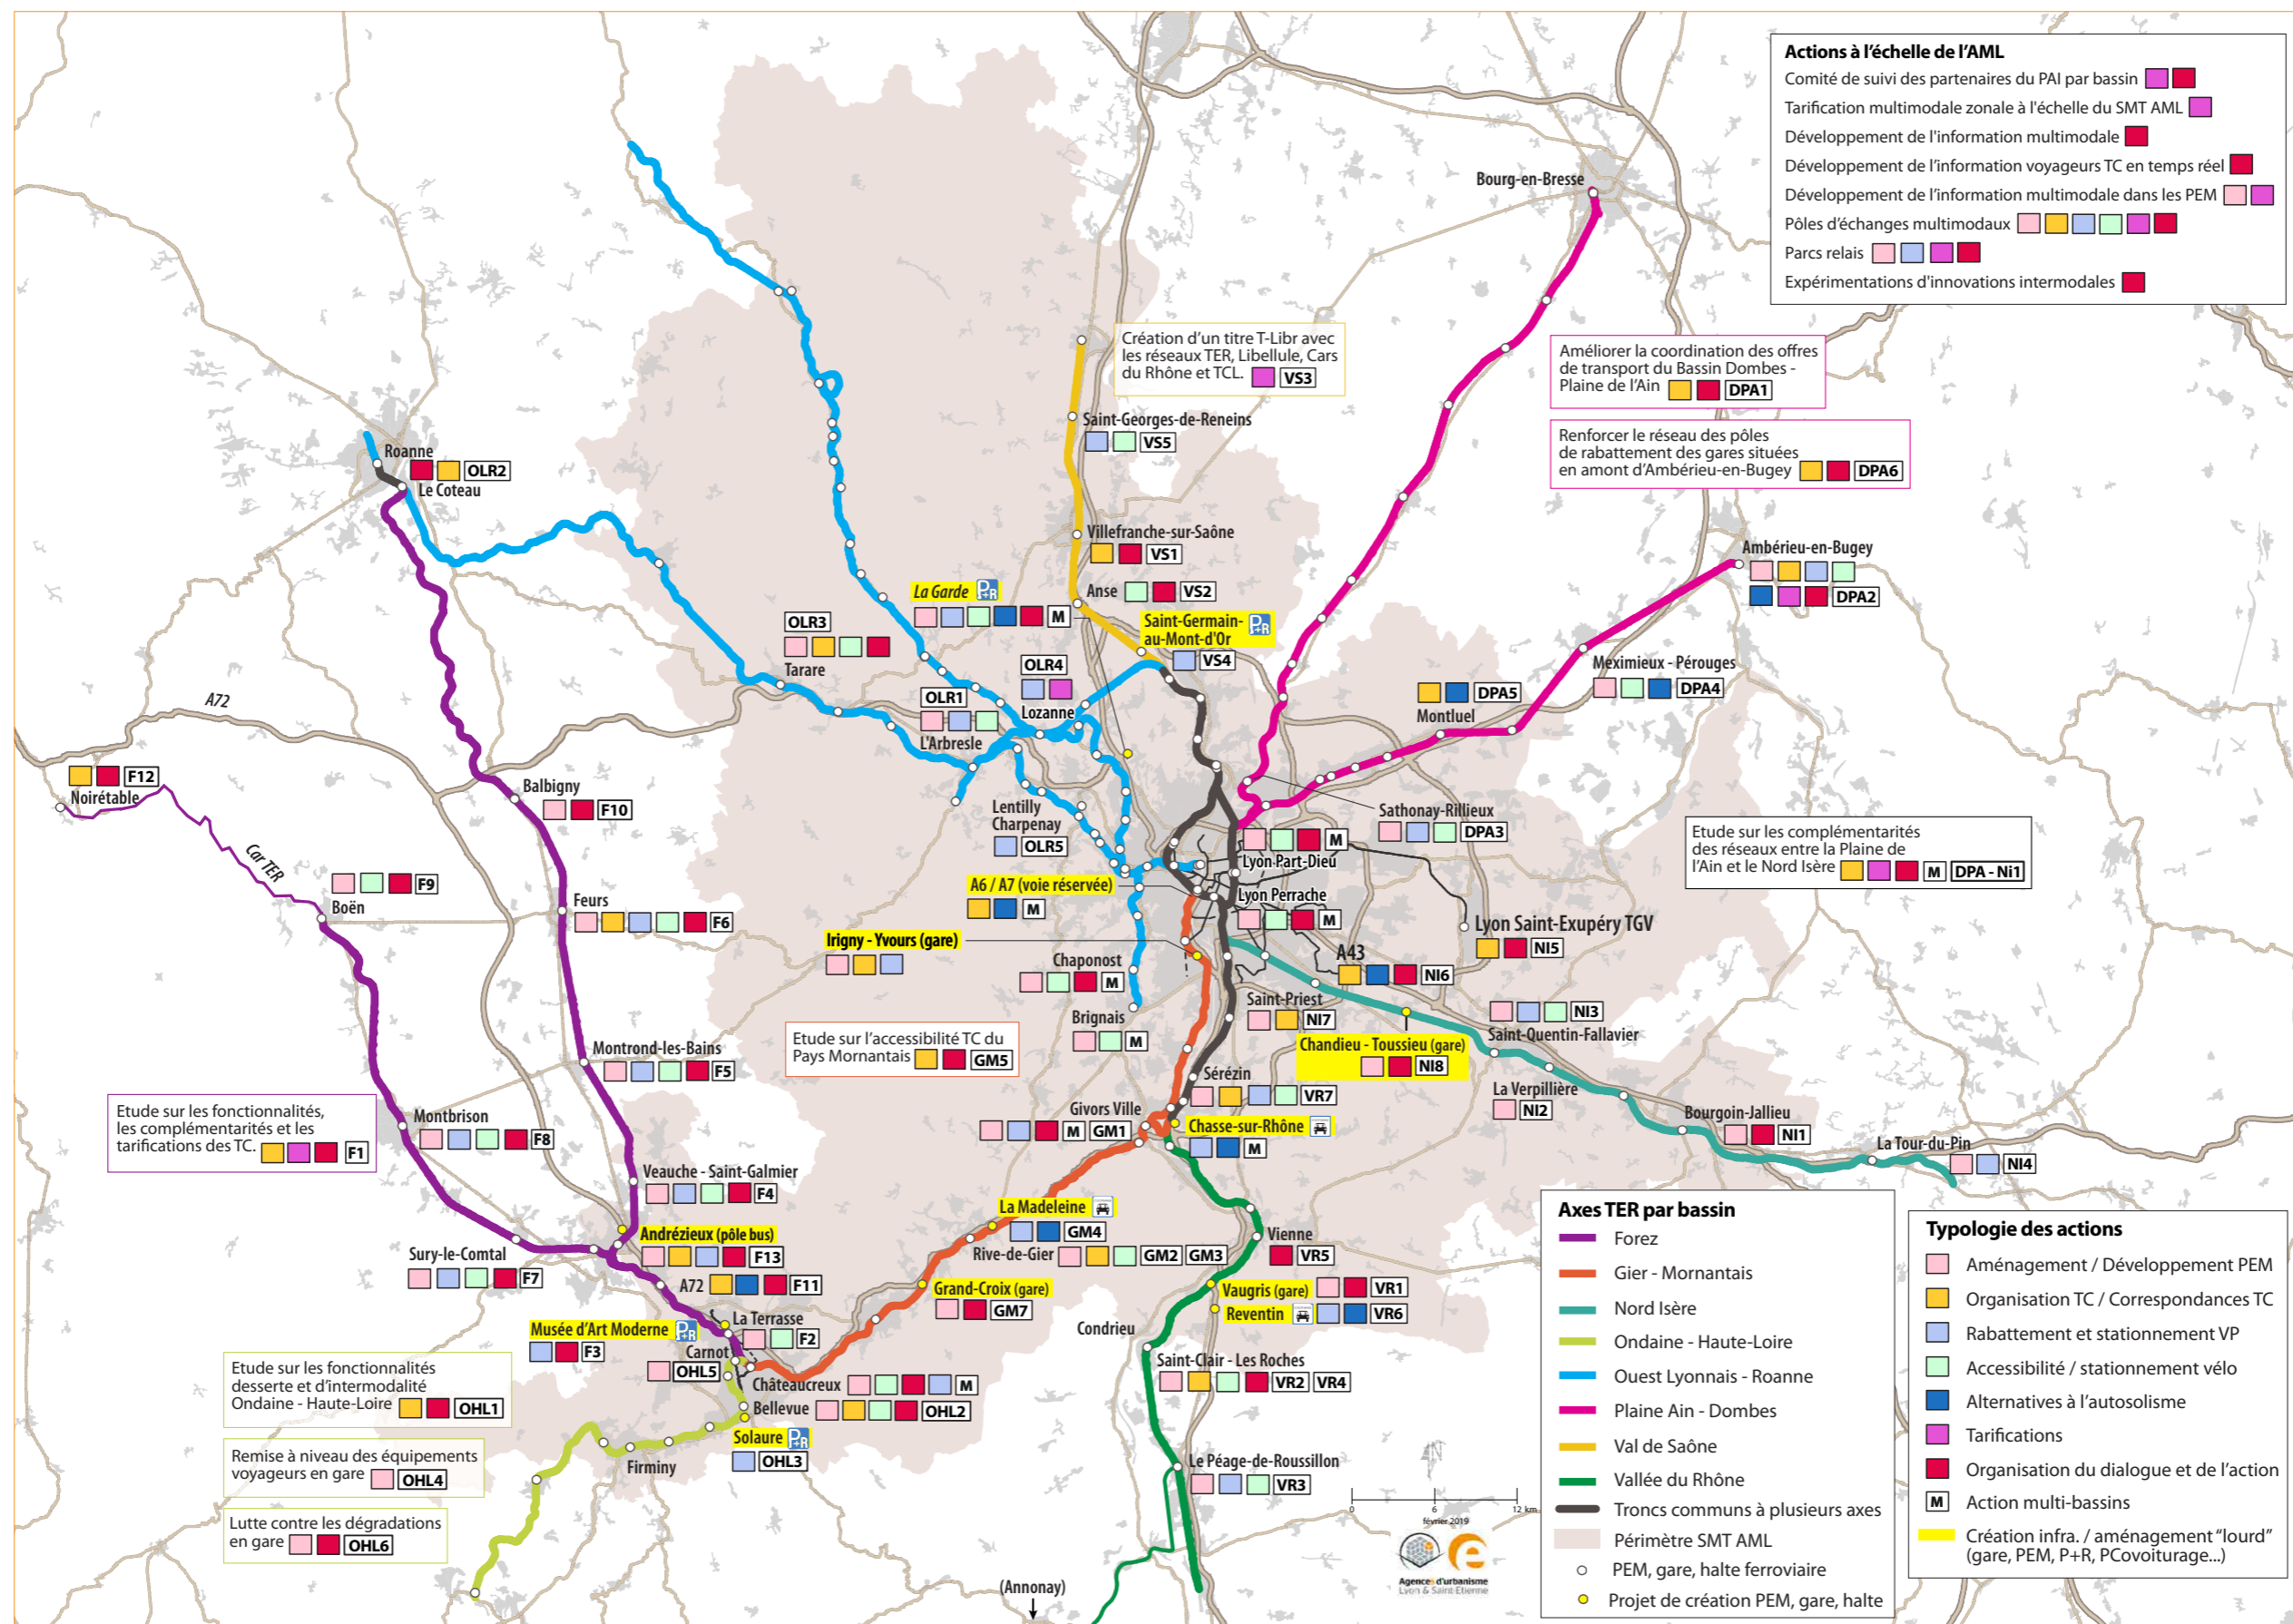 Actions à l'échelle de l'AML
Comité de suivi des partenaires du PAI par bassin
Tarification multimodale zonale à l'échelle du SMT AML
Développement de l'information multimodale
Développement de l'information voyageurs TC en temps réel
Développement de l'information multimodale dans les PEM
Pôles d'échanges multimodaux
Parcs relais
Expérimentations d'innovations intermodales
Bourg-en-Bresse
Création d'un titre T-Libr avec
les réseaux TER, Libellule, Cars
du Rhône et TCL. VS3
Améliorer la coordination des offres
de transport du Bassin Dombes -
Plaine de l'Ain DPA1
Renforcer le réseau des pôles
de rabattement des gares situées
en amont d'Ambérieu-en-Bugey DPA6
Saint-Georges-de-Reneins
VS5
Roanne
OLR2
Le Coteau
Villefranche-sur-Saône
VS1
Ambérieu-en-Bugey
DPA2
La Garde P+R
M
Anse VS2
Saint-Germain-
au-Mont-d'Or P+R
VS4
OLR3
Tarare
OLR4
Lozanne
OLR1
L'Arbresle
Meximieux - Pérouges
DPA4
DPA5
Montluel
A72
F12
Noirétable
Car TER
Balbigny
F10
Lentilly
Charpenay
OLR5
Sathonay-Rillieux
DPA3
M
Lyon Part-Dieu
Etude sur les complémentarités
des réseaux entre la Plaine de
l'Ain et le Nord Isère M DPA - Ni1
F9
Boën
Feurs
F6
A6 / A7 (voie réservée)
M
Lyon Perrache
M
Lyon Saint-Exupéry TGV
NI5
Irigny - Yvours (gare)
Chaponost
M
A43
NI6
Brignais
M
Saint-Priest
NI7
NI3
Saint-Quentin-Fallavier
Chandieu - Toussieu (gare)
NI8
Etude sur l'accessibilité TC du
Pays Mornantais GM5
Montrond-les-Bains
F5
Sérézin
VR7
La Verpillière
NI2
Bourgoin-Jallieu
NI1
La Tour-du-Pin
NI4
Etude sur les fonctionnalités,
les complémentarités et les
tarifications des TC. F1
Montbrison
F8
Givors Ville
M GM1
Chasse-sur-Rhône
M
Veauche - Saint-Galmier
F4
La Madeleine
GM4
Rive-de-Gier GM2 GM3
Vienne
VR5
Andrézieux (pôle bus)
F13
Sury-le-Comtal
F7
A72 F11
Grand-Croix (gare)
GM7
Vaugris (gare) VR1
Reventin VR6
Condrieu
Musée d'Art Moderne P+R
F3
La Terrasse
F2
Carnot
OHL5
Châteaucreux M
Bellevue OHL2
Solaure P+R
OHL3
Firminy
Saint-Clair - Les Roches
VR2 VR4
Le Péage-de-Roussillon
VR3
Etude sur les fonctionnalités
desserte et d'intermodalité
Ondaine - Haute-Loire OHL1
Remise à niveau des équipements
voyageurs en gare OHL4
Lutte contre les dégradations
en gare OHL6
(Annonay)
0 6 12 km
février 2019
Agences d'urbanisme
Lyon & Saint-Etienne
Axes TER par bassin
Forez
Gier - Mornantais
Nord Isère
Ondaine - Haute-Loire
Ouest Lyonnais - Roanne
Plaine Ain - Dombes
Val de Saône
Vallée du Rhône
Troncs communs à plusieurs axes
Périmètre SMT AML
PEM, gare, halte ferroviaire
Projet de création PEM, gare, halte
Typologie des actions
Aménagement / Développement PEM
Organisation TC / Correspondances TC
Rabattement et stationnement VP
Accessibilité / stationnement vélo
Alternatives à l'autosolisme
Tarifications
Organisation du dialogue et de l'action
M Action multi-bassins
Création infra. / aménagement "lourd"
(gare, PEM, P+R, PCovoiturage...)